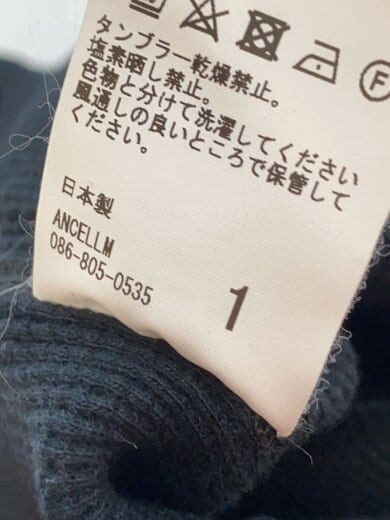 タンブラー乾燥禁止。
塩素晒し禁止。
色物と分けて洗濯してください
風通しの良いところで保管して
ください。
日本製
ANCELLM
086-805-0535
1
F